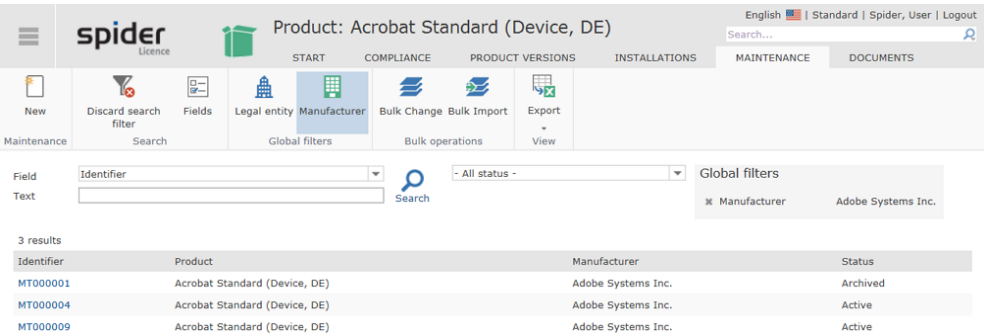 English | Standard | Spider, User | Logout
spider
Licence
Product: Acrobat Standard (Device, DE)
Search...
START COMPLIANCE PRODUCT VERSIONS INSTALLATIONS MAINTENANCE DOCUMENTS
New Discard search filter Fields Legal entity Manufacturer Bulk Change Bulk Import Export
Maintenance Search Global filters Bulk operations View
Field Identifier - All status - Global filters
Text Search Manufacturer Adobe Systems Inc.
3 results
Identifier Product Manufacturer Status
MT000001 Acrobat Standard (Device, DE) Adobe Systems Inc. Archived
MT000004 Acrobat Standard (Device, DE) Adobe Systems Inc. Active
MT000009 Acrobat Standard (Device, DE) Adobe Systems Inc. Active